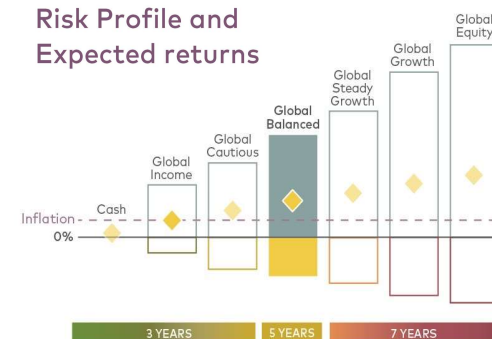 Risk Profile and
Expected returns
Global
Equity
Global
Growth
Global
Steady
Growth
Global
Balanced
Global
Cautious
Global
Income
Cash
Inflation
0%
3 YEARS
5 YEARS
7 YEARS